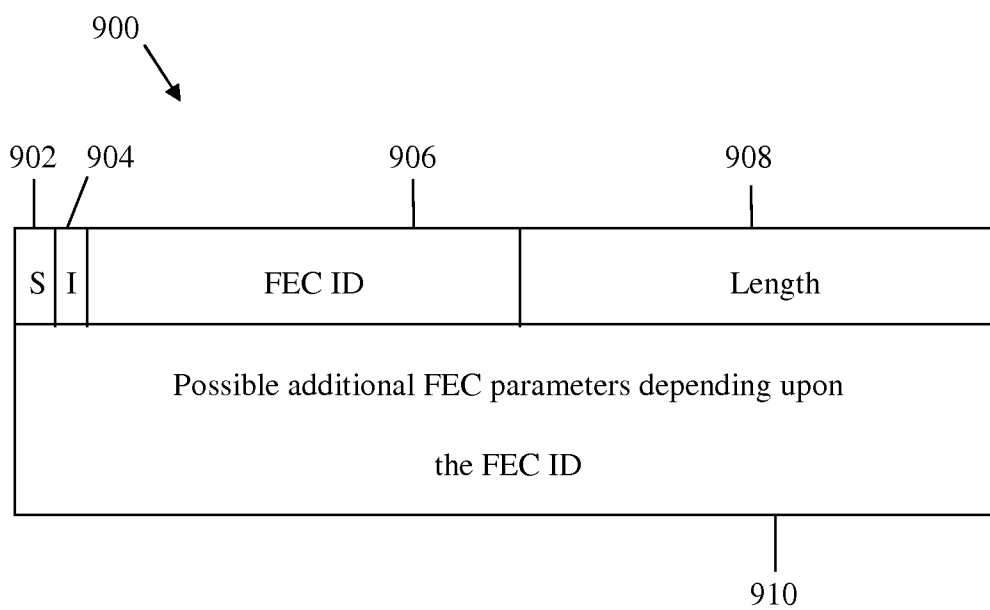 900
902 904 906 908
S I FEC ID Length
Possible additional FEC parameters depending upon
the FEC ID
910